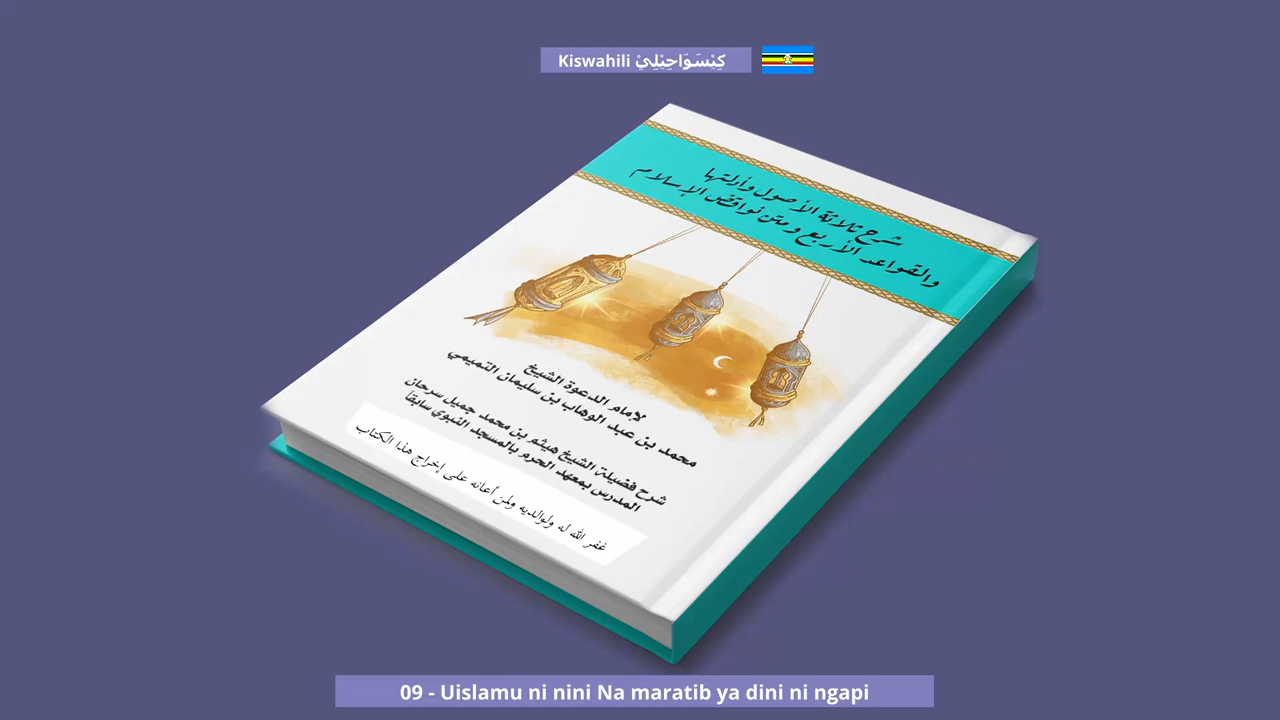 Kiswahili كِيْسَوَاحِيْلِيْ
شرح ثلاثة الأصول وأدلتها
والقواعد الأربع ومتن نواقض الإسلام
لإمام الدعوة الشيخ
محمد بن عبد الوهاب بن سليمان التميمي
شرح فضيلة الشيخ هيثم بن محمد جميل سرحان
المدرس بمعهد الحرم بالمسجد النبوي سابقا
غفر الله له ولوالديه ولمن أعانه على إخراج هذا الكتاب
09 - Uislamu ni nini Na maratib ya dini ni ngapi